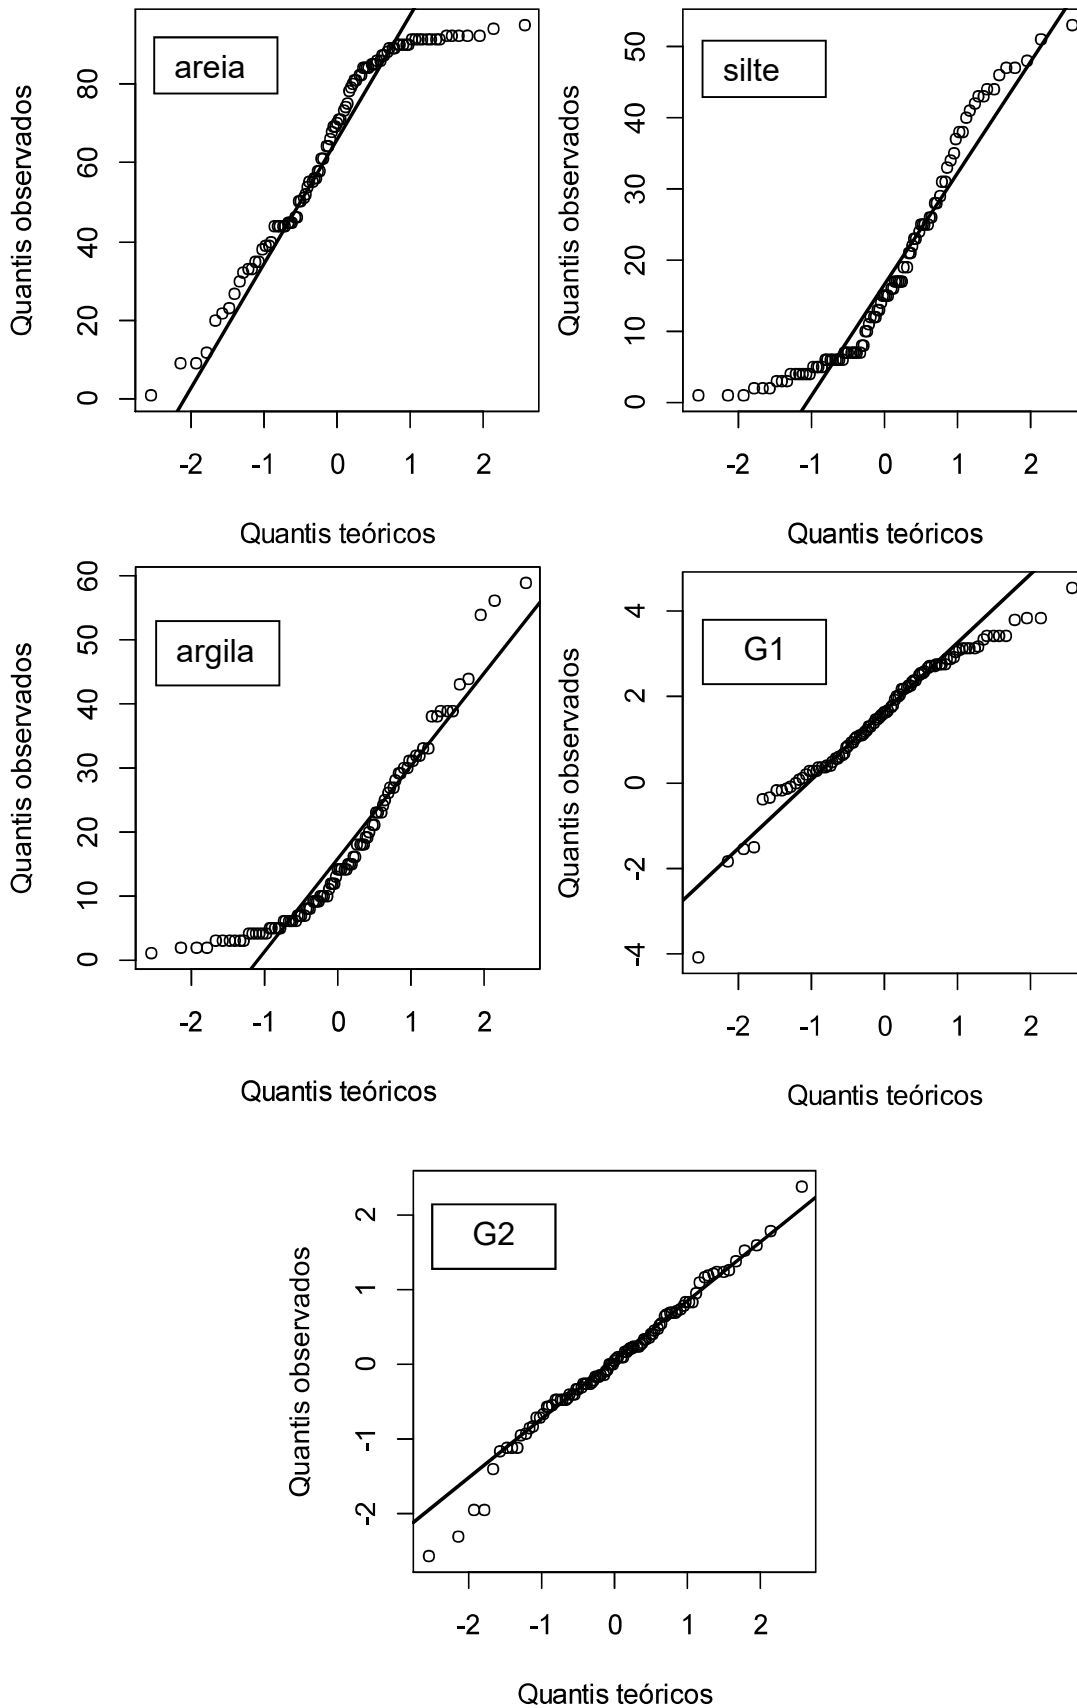 areia
Quantis observados
0 20 40 60 80
-2 -1 0 1 2
Quantis teóricos
silte
Quantis observados
0 10 20 30 40 50
-2 -1 0 1 2
Quantis teóricos
argila
Quantis observados
0 10 20 30 40 50 60
-2 -1 0 1 2
Quantis teóricos
G1
Quantis observados
-4 -2 0 2 4
-2 -1 0 1 2
Quantis teóricos
G2
Quantis observados
-2 -1 0 1 2
-2 -1 0 1 2
Quantis teóricos